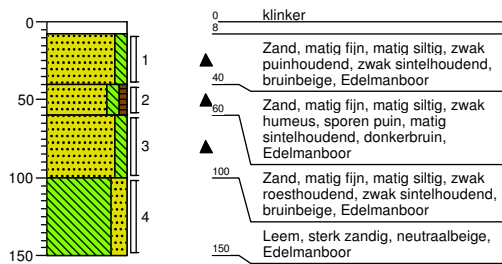 0
50
100
150
1
2
3
4
0
klinker
8
Zand, matig fijn, matig siltig, zwak
puinhoudend, zwak sintelhoudend,
bruinbeige, Edelmanboor
40
Zand, matig fijn, matig siltig, zwak
humeus, sporen puin, matig
sintelhoudend, donkerbruin,
Edelmanboor
60
Zand, matig fijn, matig siltig, zwak
roesthoudend, zwak sintelhoudend,
bruinbeige, Edelmanboor
100
Leem, sterk zandig, neutraalbeige,
Edelmanboor
150